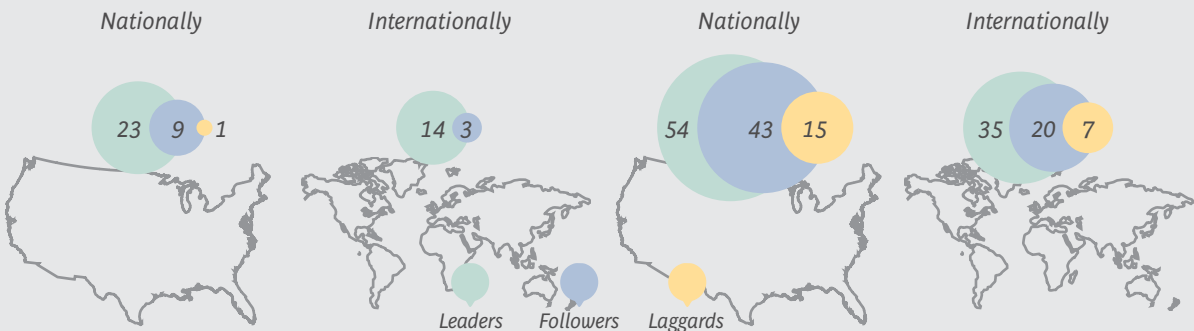 Nationally Internationally Nationally Internationally
23 9 1 14 3 54 43 15 35 20 7
Leaders Followers Laggards